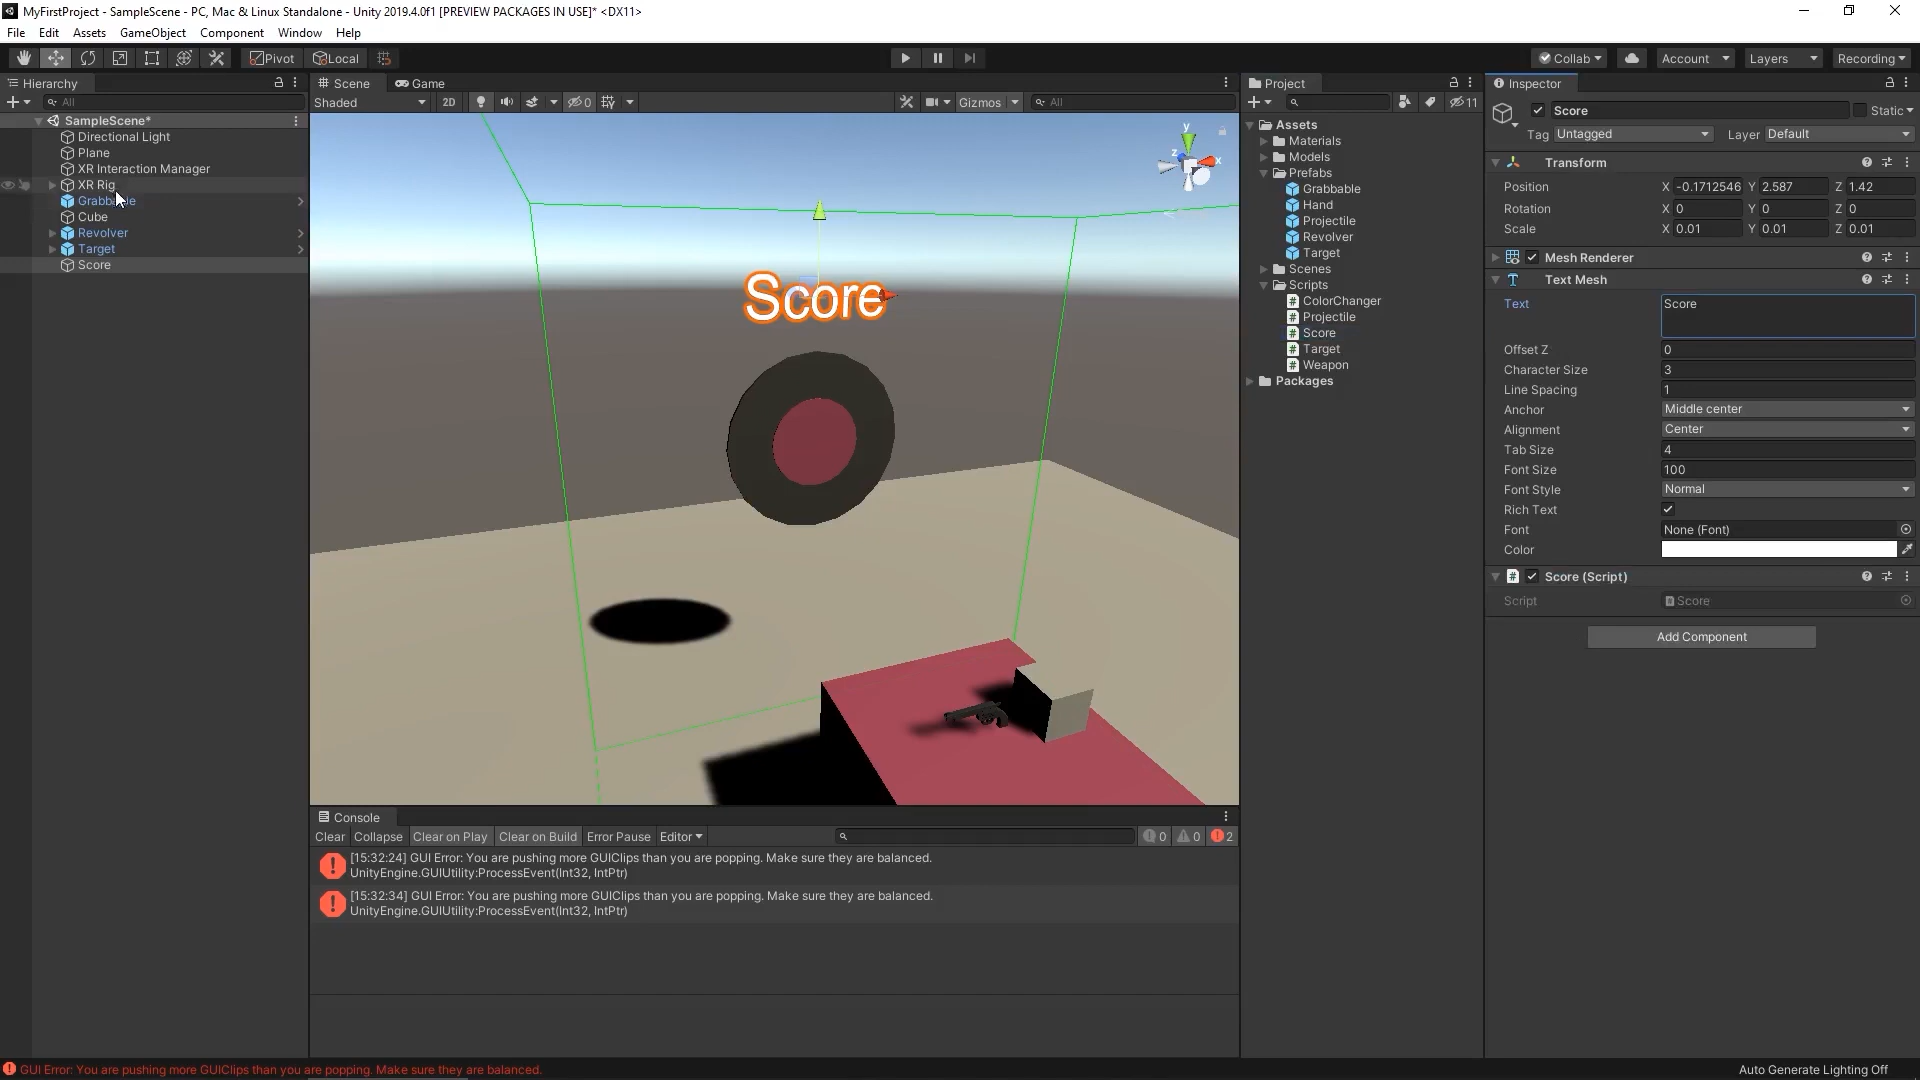 MyFirstProject - SampleScene - PC, Mac & Linux Standalone - Unity 2019.4.0f1 [PREVIEW PACKAGES IN USE]* <DX11>
File Edit Assets GameObject Component Window Help
Pivot Local Collab Account Layers Recording
Hierarchy
All
SampleScene*
Directional Light
Plane
XR Interaction Manager
XR Rig
Cube
Revolver
Target
Score
Scene Game
Shaded 2D 0 Gizmos All
y
z x
Score
Console
Clear Collapse Clear on Play Clear on Build Error Pause Editor 0 0 2
[15:32:24] GUI Error: You are pushing more GUIClips than you are popping. Make sure they are balanced.
UnityEngine.GUIUtility:ProcessEvent(Int32, IntPtr)
[15:32:34] GUI Error: You are pushing more GUIClips than you are popping. Make sure they are balanced.
UnityEngine.GUIUtility:ProcessEvent(Int32, IntPtr)
Project
11
Assets
Materials
Models
Prefabs
Grabbable
Hand
Projectile
Revolver
Target
Scenes
Scripts
ColorChanger
Projectile
Score
Target
Weapon
Packages
Inspector
Score Static
Tag Untagged Layer Default
Transform
Position X -0.1712546 Y 2.587 Z 1.42
Rotation X 0 Y 0 Z 0
Scale X 0.01 Y 0.01 Z 0.01
Mesh Renderer
Text Mesh
Text Score
Offset Z 0
Character Size 3
Line Spacing 1
Anchor Middle center
Alignment Center
Tab Size 4
Font Size 100
Font Style Normal
Rich Text
Font None (Font)
Color
Score (Script)
Script Score
Add Component
GUI Error: You are pushing more GUIClips than you are popping. Make sure they are balanced.
Auto Generate Lighting Off